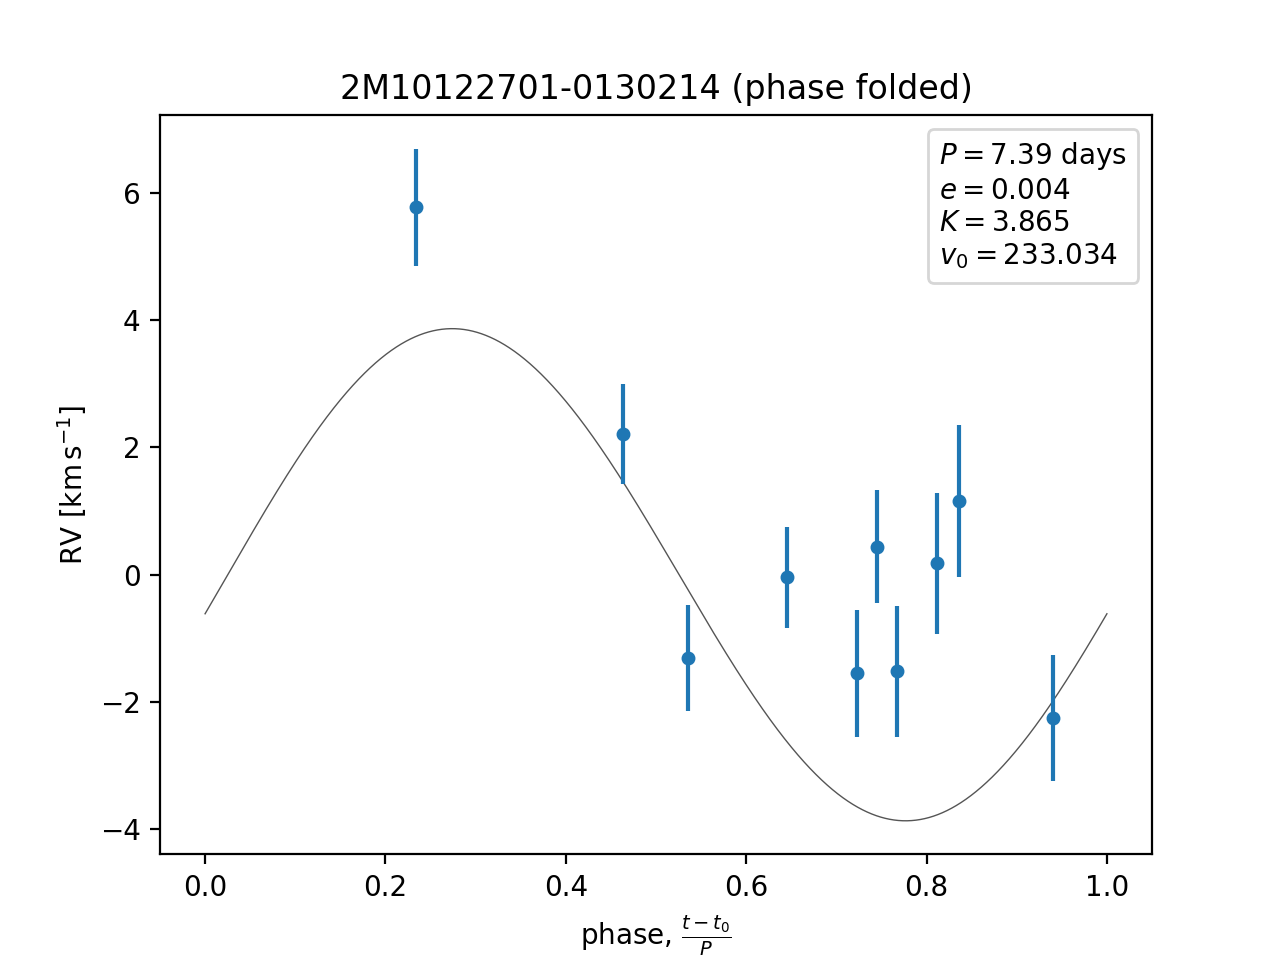 2M10122701-0130214 (phase folded)
P = 7.39 days
e = 0.004
K = 3.865
v₀ = 233.034
RV [km s⁻¹]
6
4
2
0
−2
−4
0.0 0.2 0.4 0.6 0.8 1.0
phase, (t − t₀)/P